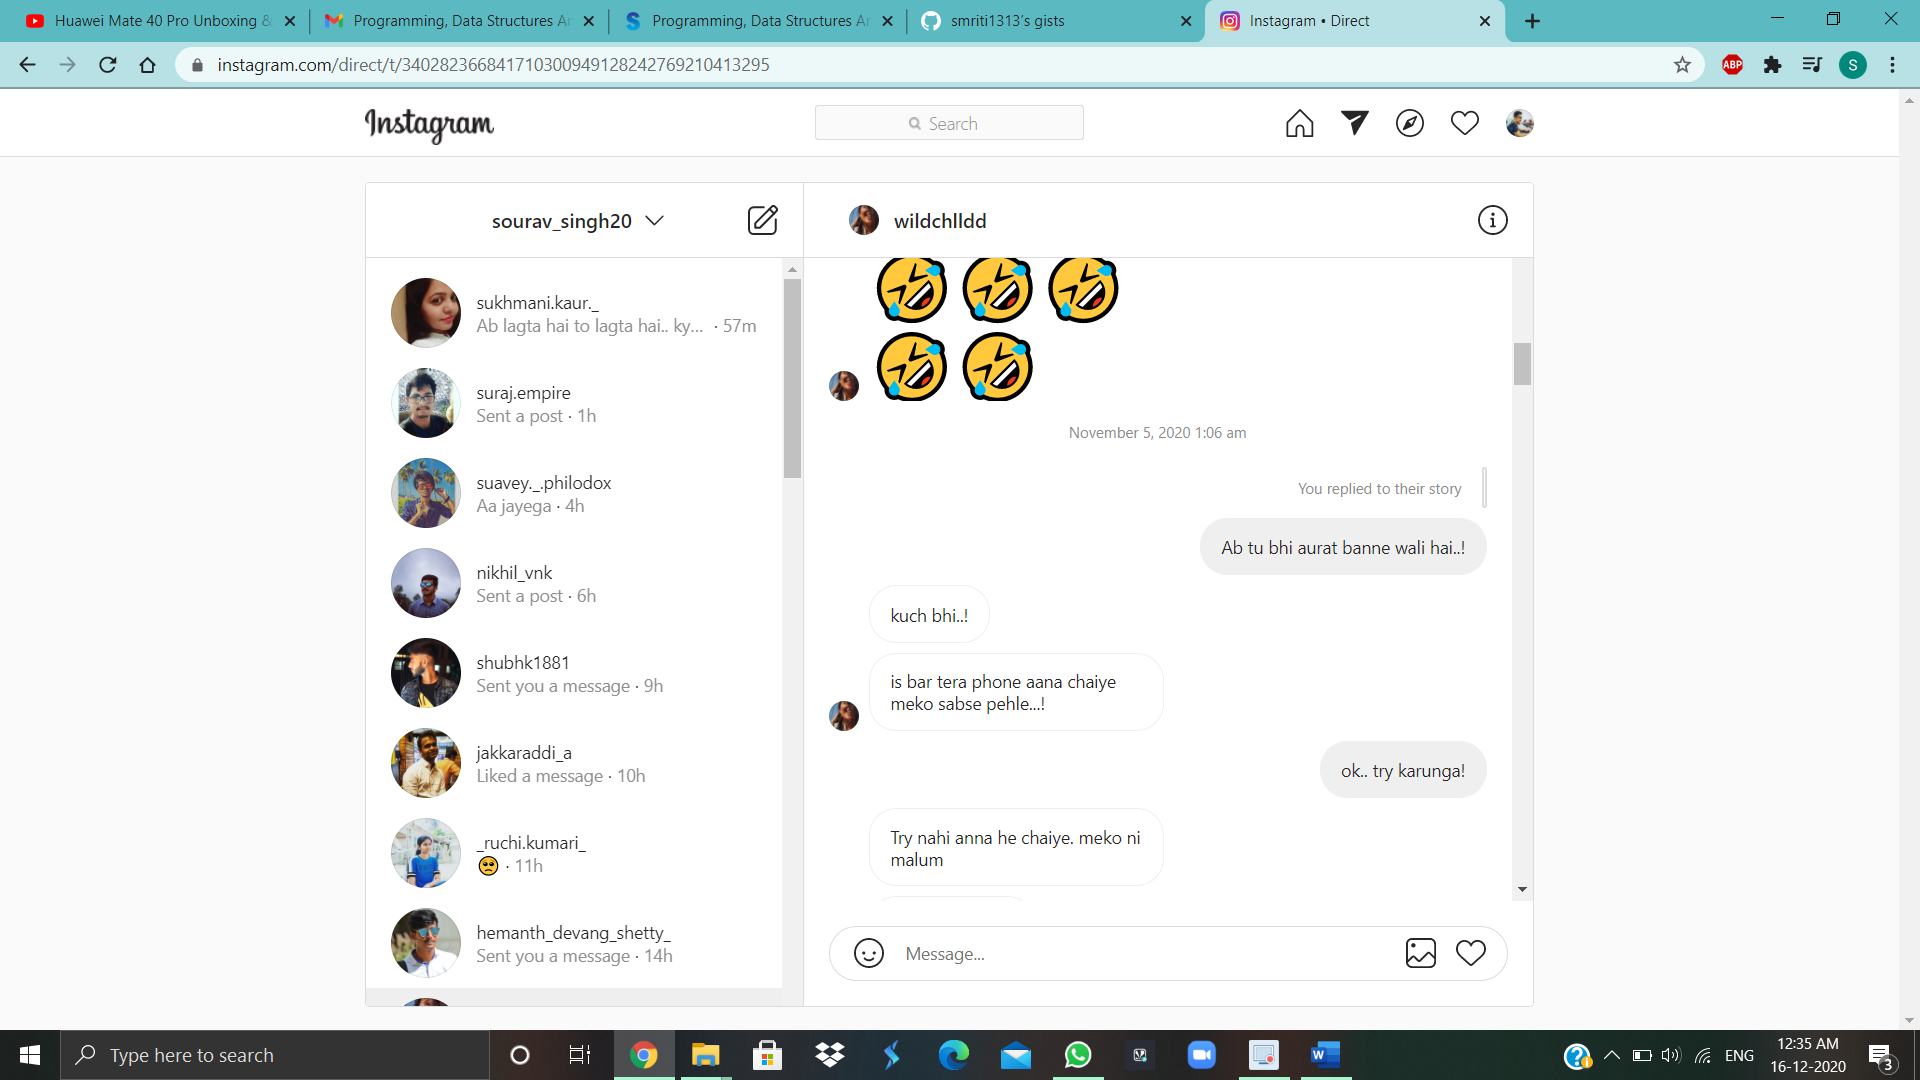 Huawei Mate 40 Pro Unboxing &
Programming, Data Structures An
Programming, Data Structures An
smriti1313's gists
Instagram • Direct
instagram.com/direct/t/340282366841710300949128242769210413295
ABP
S
Instagram
Search
sourav_singh20
wildchlldd
sukhmani.kaur._
Ab lagta hai to lagta hai.. ky... · 57m
suraj.empire
Sent a post · 1h
suavey._.philodox
Aa jayega · 4h
nikhil_vnk
Sent a post · 6h
shubhk1881
Sent you a message · 9h
jakkaraddi_a
Liked a message · 10h
_ruchi.kumari_
🥺 · 11h
hemanth_devang_shetty_
Sent you a message · 14h
🤣 🤣 🤣
🤣 🤣
November 5, 2020 1:06 am
You replied to their story
Ab tu bhi aurat banne wali hai..!
kuch bhi..!
is bar tera phone aana chaiye
meko sabse pehle...!
ok.. try karunga!
Try nahi anna he chaiye. meko ni
malum
Message...
Type here to search
ENG
12:35 AM
16-12-2020
3